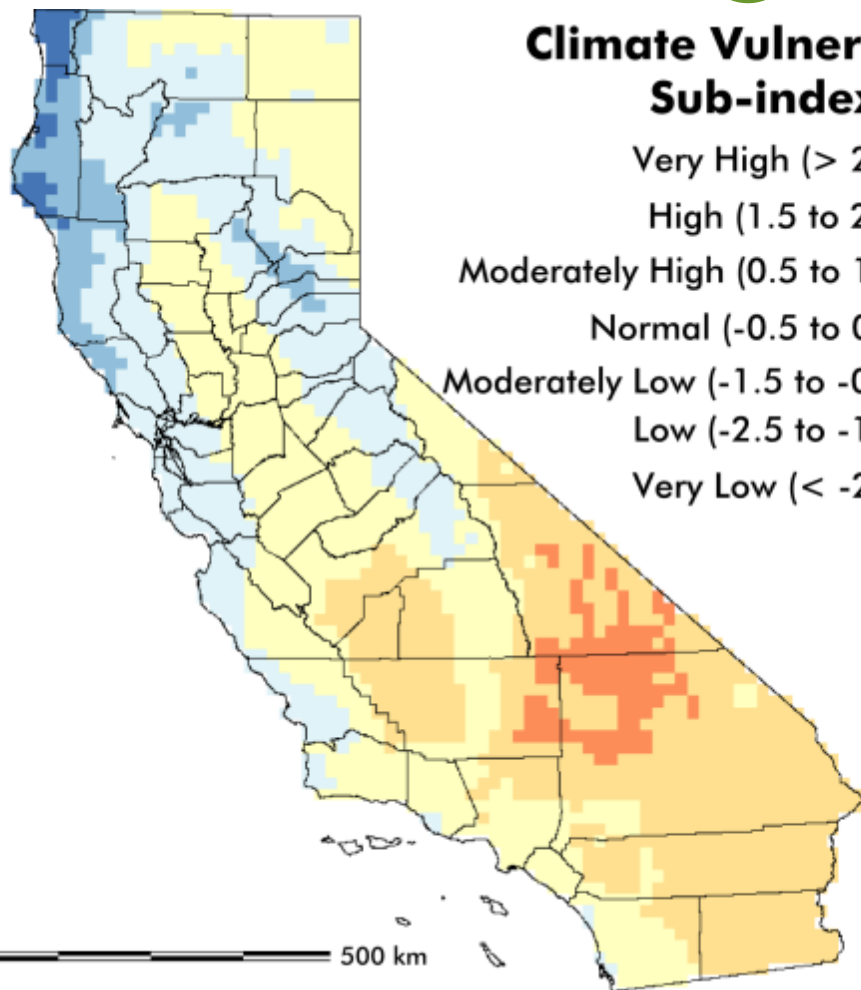 Climate Vulner
Sub-index
Very High (> 2
High (1.5 to 2
Moderately High (0.5 to 1
Normal (-0.5 to 0
Moderately Low (-1.5 to -0
Low (-2.5 to -1
Very Low (< -2
500 km